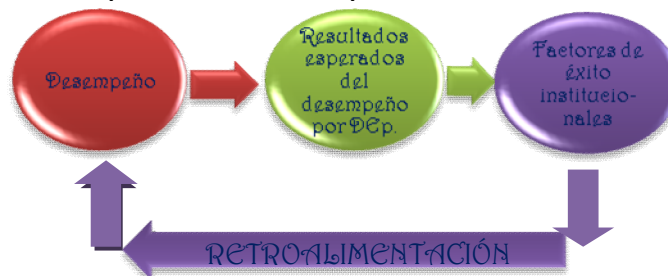 Desempeño
Resultados
esperados
del
desempeño
por DEp.
Factores de
éxito
institucio-
nales
RETROALIMENTACIÓN